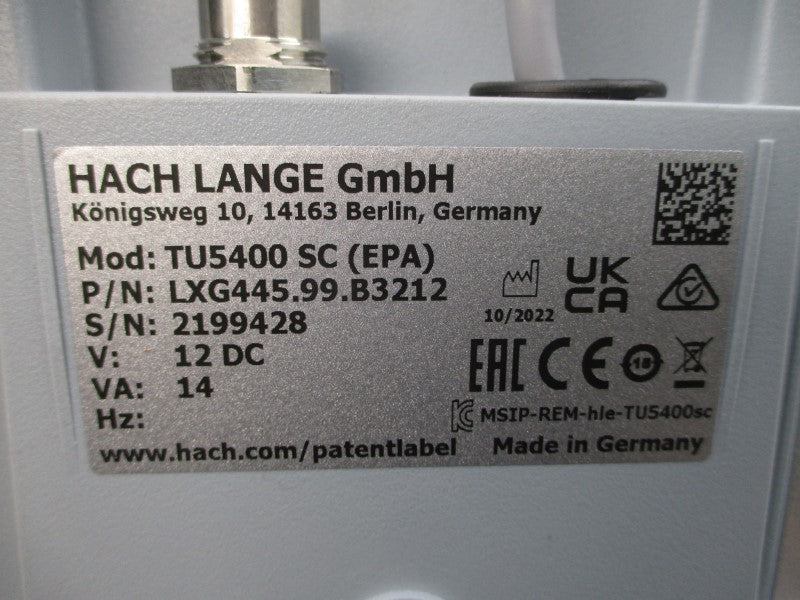 HACH LANGE GmbH
Königsweg 10, 14163 Berlin, Germany
Mod: TU5400 SC (EPA)
P/N: LXG445.99.B3212
S/N: 2199428
V: 12 DC
VA: 14
Hz:
10/2022
UK
CA
EAC CE 15
MSIP-REM-hle-TU5400sc
www.hach.com/patentlabel Made in Germany